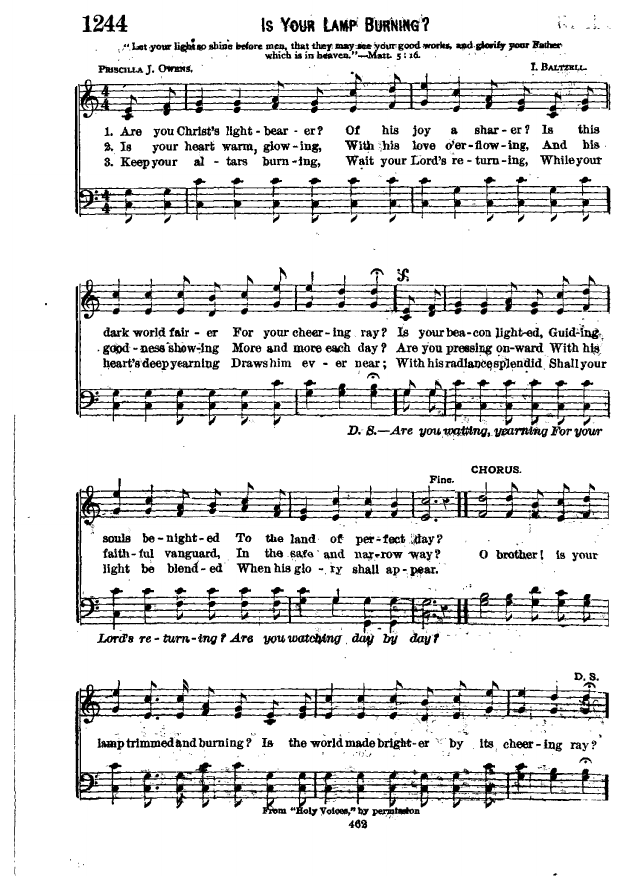 1244 Is Your Lamp Burning?
"Let your light so shine before men, that they may see your good works, and glorify your Father
which is in heaven."—Matt. 5:16.
Priscilla J. Owens. I. Baltzell.
1. Are you Christ's light-bear-er? Of his joy a shar-er? Is this
2. Is your heart warm, glow-ing, With his love o'er-flow-ing, And his
3. Keep your al-tars burn-ing, Wait your Lord's re-turn-ing, While your
dark world fair-er For your cheer-ing ray? Is your bea-con light-ed, Guid-ing
good-ness show-ing More and more each day? Are you pressing on-ward With his
heart's deep yearning Draws him ev-er near; With his radiance splendid Shall your
D. S.—Are you waiting, yearning For your
Fine. CHORUS.
souls be-night-ed To the land of per-fect day?
faith-ful vanguard, In the safe and nar-row way? O brother! is your
light be blend-ed When his glo-ry shall ap-pear.
Lord's re-turn-ing? Are you watching day by day?
D. S.
lamp trimmed and burning? Is the world made bright-er by its cheer-ing ray?
From "Holy Voices," by permission
462